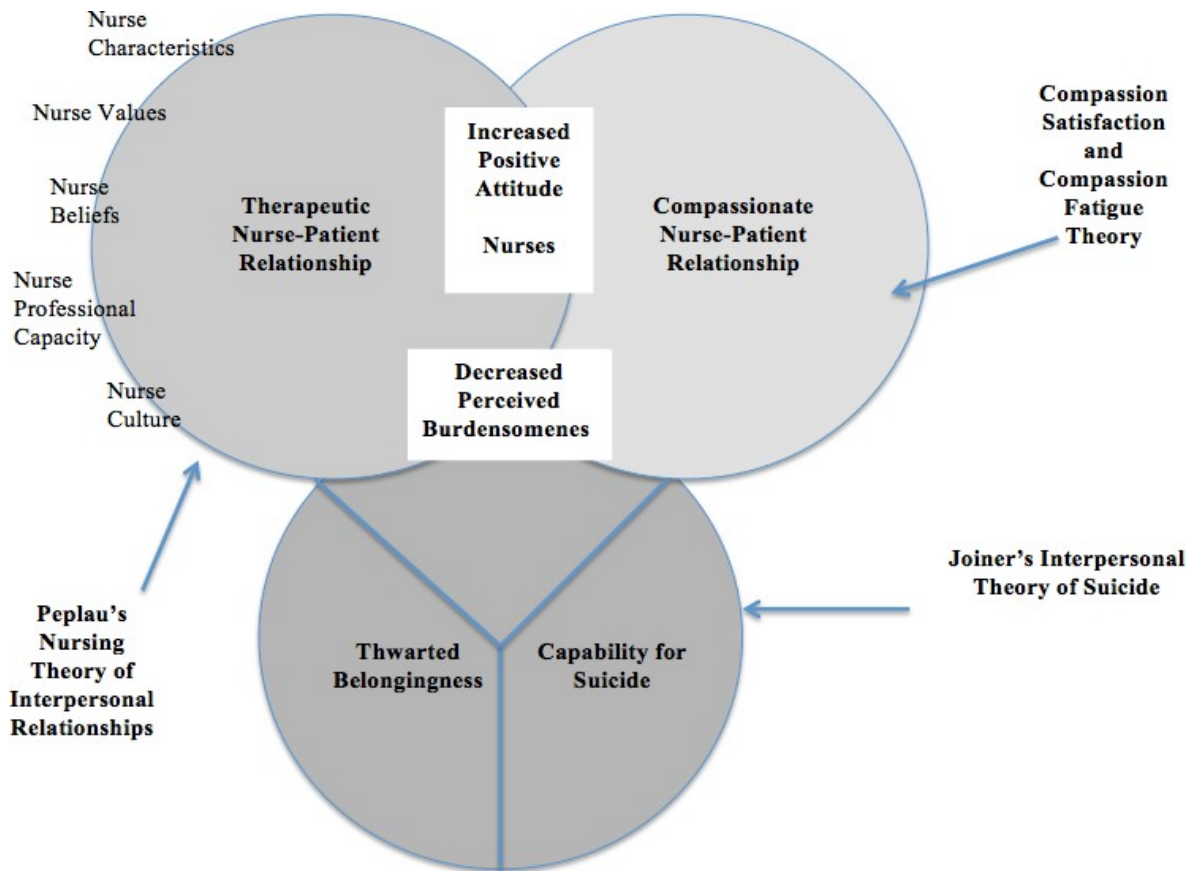 Nurse
Characteristics
Nurse Values
Nurse
Beliefs
Nurse
Professional
Capacity
Nurse
Culture
Therapeutic
Nurse-Patient
Relationship
Increased
Positive
Attitude
Nurses
Compassionate
Nurse-Patient
Relationship
Compassion
Satisfaction
and
Compassion
Fatigue
Theory
Decreased
Perceived
Burdensomenes
Peplau’s
Nursing
Theory of
Interpersonal
Relationships
Thwarted
Belongingness
Capability for
Suicide
Joiner’s Interpersonal
Theory of Suicide